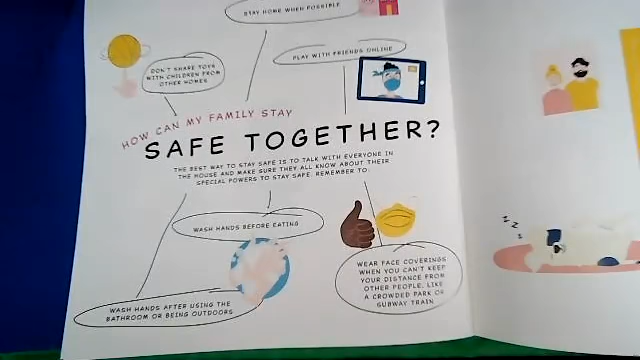 STAY HOME WHEN POSSIBLE
PLAY WITH FRIENDS ONLINE
DON'T SHARE TOYS
WITH CHILDREN FROM
OTHER HOMES
HOW CAN MY FAMILY STAY
SAFE TOGETHER?
THE BEST WAY TO STAY SAFE IS TO TALK WITH EVERYONE IN
THE HOUSE AND MAKE SURE THEY ALL KNOW ABOUT THEIR
SPECIAL POWERS TO STAY SAFE. REMEMBER TO:
WASH HANDS BEFORE EATING
WASH HANDS AFTER USING THE
BATHROOM OR BEING OUTDOORS
WEAR FACE COVERINGS
WHEN YOU CAN'T KEEP
YOUR DISTANCE FROM
OTHER PEOPLE, LIKE
A CROWDED PARK OR
SUBWAY TRAIN
z z z